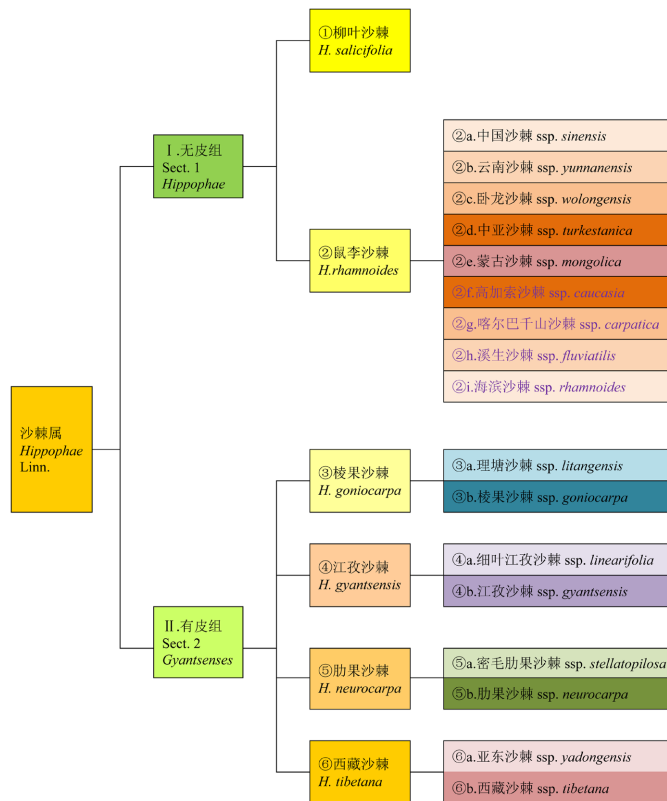 沙棘属
Hippophae
Linn.
Ⅰ.无皮组
Sect. 1
Hippophae
①柳叶沙棘
H. salicifolia
②鼠李沙棘
H.rhamnoides
②a.中国沙棘 ssp. sinensis
②b.云南沙棘 ssp. yunnanensis
②c.卧龙沙棘 ssp. wolongensis
②d.中亚沙棘 ssp. turkestanica
②e.蒙古沙棘 ssp. mongolica
②f.高加索沙棘 ssp. caucasia
②g.喀尔巴千山沙棘 ssp. carpatica
②h.溪生沙棘 ssp. fluviatilis
②i.海滨沙棘 ssp. rhamnoides
Ⅱ.有皮组
Sect. 2
Gyantsenses
③棱果沙棘
H. goniocarpa
③a.理塘沙棘 ssp. litangensis
③b.棱果沙棘 ssp. goniocarpa
④江孜沙棘
H. gyantsensis
④a.细叶江孜沙棘 ssp. linearifolia
④b.江孜沙棘 ssp. gyantsensis
⑤肋果沙棘
H. neurocarpa
⑤a.密毛肋果沙棘 ssp. stellatopilosa
⑤b.肋果沙棘 ssp. neurocarpa
⑥西藏沙棘
H. tibetana
⑥a.亚东沙棘 ssp. yadongensis
⑥b.西藏沙棘 ssp. tibetana